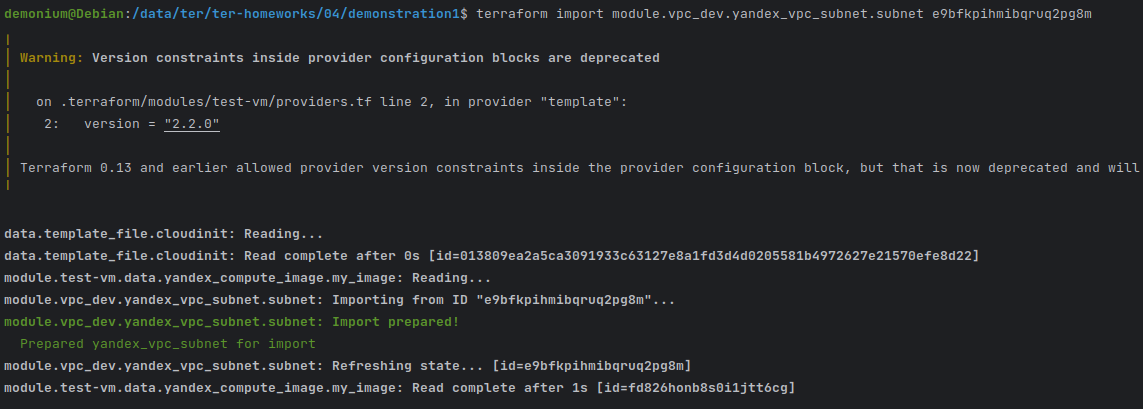 demonium@Debian:/data/ter/ter-homeworks/04/demonstration1$ terraform import module.vpc_dev.yandex_vpc_subnet.subnet e9bfkpihmibqruq2pg8m
Warning: Version constraints inside provider configuration blocks are deprecated
on .terraform/modules/test-vm/providers.tf line 2, in provider "template":
2:   version = "2.2.0"
Terraform 0.13 and earlier allowed provider version constraints inside the provider configuration block, but that is now deprecated and will
data.template_file.cloudinit: Reading...
data.template_file.cloudinit: Read complete after 0s [id=013809ea2a5ca3091933c63127e8a1fd3d4d0205581b4972627e21570efe8d22]
module.test-vm.data.yandex_compute_image.my_image: Reading...
module.vpc_dev.yandex_vpc_subnet.subnet: Importing from ID "e9bfkpihmibqruq2pg8m"...
module.vpc_dev.yandex_vpc_subnet.subnet: Import prepared!
Prepared yandex_vpc_subnet for import
module.vpc_dev.yandex_vpc_subnet.subnet: Refreshing state... [id=e9bfkpihmibqruq2pg8m]
module.test-vm.data.yandex_compute_image.my_image: Read complete after 1s [id=fd826honb8s0i1jtt6cg]